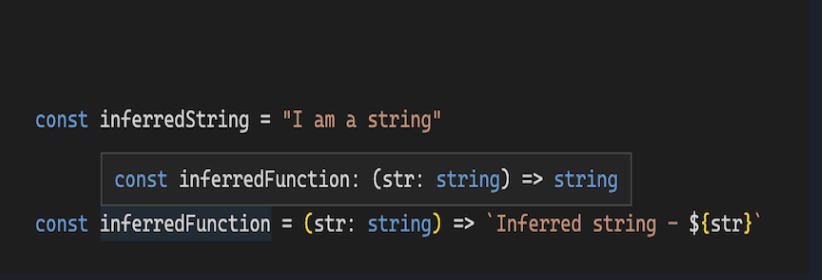 const inferredString = "I am a string"
const inferredFunction: (str: string) => string
const inferredFunction = (str: string) => `Inferred string - ${str}`